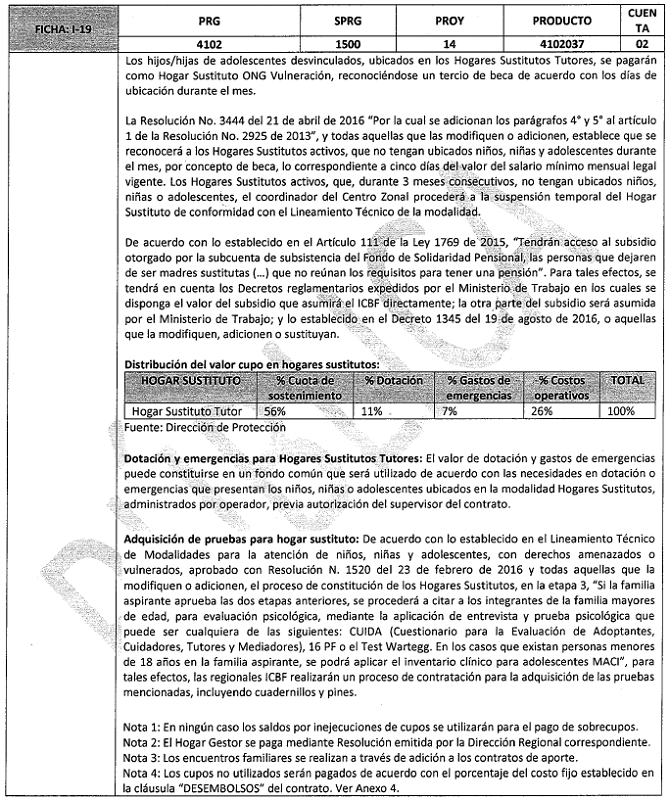 FICHA: I-19 PRG SPRG PROY PRODUCTO CUEN
TA
4102 1500 14 4102037 02
Los hijos/hijas de adolescentes desvinculados, ubicados en los Hogares Sustitutos Tutores, se pagarán
como Hogar Sustituto ONG Vulneración, reconociéndose un tercio de beca de acuerdo con los días de
ubicación durante el mes.
La Resolución No. 3444 del 21 de abril de 2016 “Por la cual se adicionan los parágrafos 4° y 5° al artículo
1 de la Resolución No. 2925 de 2013”, y todas aquellas que las modifiquen o adicionen, establece que se
reconocerá a los Hogares Sustitutos activos, que no tengan ubicados niños, niñas y adolescentes durante
el mes, por concepto de beca, lo correspondiente a cinco días del valor del salario mínimo mensual legal
vigente. Los Hogares Sustitutos activos, que, durante 3 meses consecutivos, no tengan ubicados niños,
niñas o adolescentes, el coordinador del Centro Zonal procederá a la suspensión temporal del Hogar
Sustituto de conformidad con el Lineamiento Técnico de la modalidad.
De acuerdo con lo establecido en el Artículo 111 de la Ley 1769 de 2015, “Tendrán acceso al subsidio
otorgado por la subcuenta de subsistencia del Fondo de Solidaridad Pensional, las personas que dejaren
de ser madres sustitutas (...) que no reúnan los requisitos para tener una pensión”. Para tales efectos, se
tendrá en cuenta los Decretos reglamentarios expedidos por el Ministerio de Trabajo en los cuales se
disponga el valor del subsidio que asumirá el ICBF directamente; la otra parte del subsidio será asumida
por el Ministerio de Trabajo; y lo establecido en el Decreto 1345 del 19 de agosto de 2016, o aquellas
que la modifiquen, adicionen o sustituyan.
Distribución del valor cupo en hogares sustitutos:
HOGAR SUSTITUTO % Cuota de % Dotación % Gastos de % Costos TOTAL
sostenimiento emergencias operativos
Hogar Sustituto Tutor 56% 11% 7% 26% 100%
Fuente: Dirección de Protección
Dotación y emergencias para Hogares Sustitutos Tutores: El valor de dotación y gastos de emergencias
puede constituirse en un fondo común que será utilizado de acuerdo con las necesidades en dotación o
emergencias que presentan los niños, niñas o adolescentes ubicados en la modalidad Hogares Sustitutos,
administrados por operador, previa autorización del supervisor del contrato.
Adquisición de pruebas para hogar sustituto: De acuerdo con lo establecido en el Lineamiento Técnico
de Modalidades para la atención de niños, niñas y adolescentes, con derechos amenazados o
vulnerados, aprobado con Resolución N. 1520 del 23 de febrero de 2016 y todas aquellas que la
modifiquen o adicionen, el proceso de constitución de los Hogares Sustitutos, en la etapa 3, “Si la familia
aspirante aprueba las dos etapas anteriores, se procederá a citar a los integrantes de la familia mayores
de edad, para evaluación psicológica, mediante la aplicación de entrevista y prueba psicológica que
puede ser cualquiera de las siguientes: CUIDA (Cuestionario para la Evaluación de Adoptantes,
Cuidadores, Tutores y Mediadores), 16 PF o el Test Wartegg. En los casos que existan personas menores
de 18 años en la familia aspirante, se podrá aplicar el inventario clínico para adolescentes MACI”, para
tales efectos, las regionales ICBF realizarán un proceso de contratación para la adquisición de las pruebas
mencionadas, incluyendo cuadernillos y pines.
Nota 1: En ningún caso los saldos por inejecuciones de cupos se utilizarán para el pago de sobrecupos.
Nota 2: El Hogar Gestor se paga mediante Resolución emitida por la Dirección Regional correspondiente.
Nota 3: Los encuentros familiares se realizan a través de adición a los contratos de aporte.
Nota 4: Los cupos no utilizados serán pagados de acuerdo con el porcentaje del costo fijo establecido en
la cláusula “DESEMBOLSOS” del contrato. Ver Anexo 4.